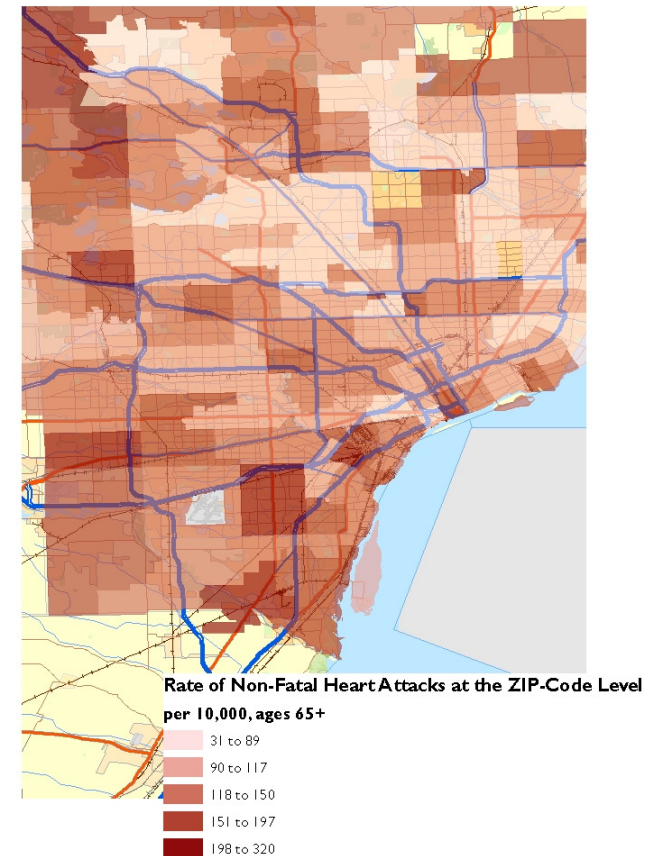 Rate of Non-Fatal Heart Attacks at the ZIP-Code Level
per 10,000, ages 65+
31 to 89
90 to 117
118 to 150
151 to 197
198 to 320